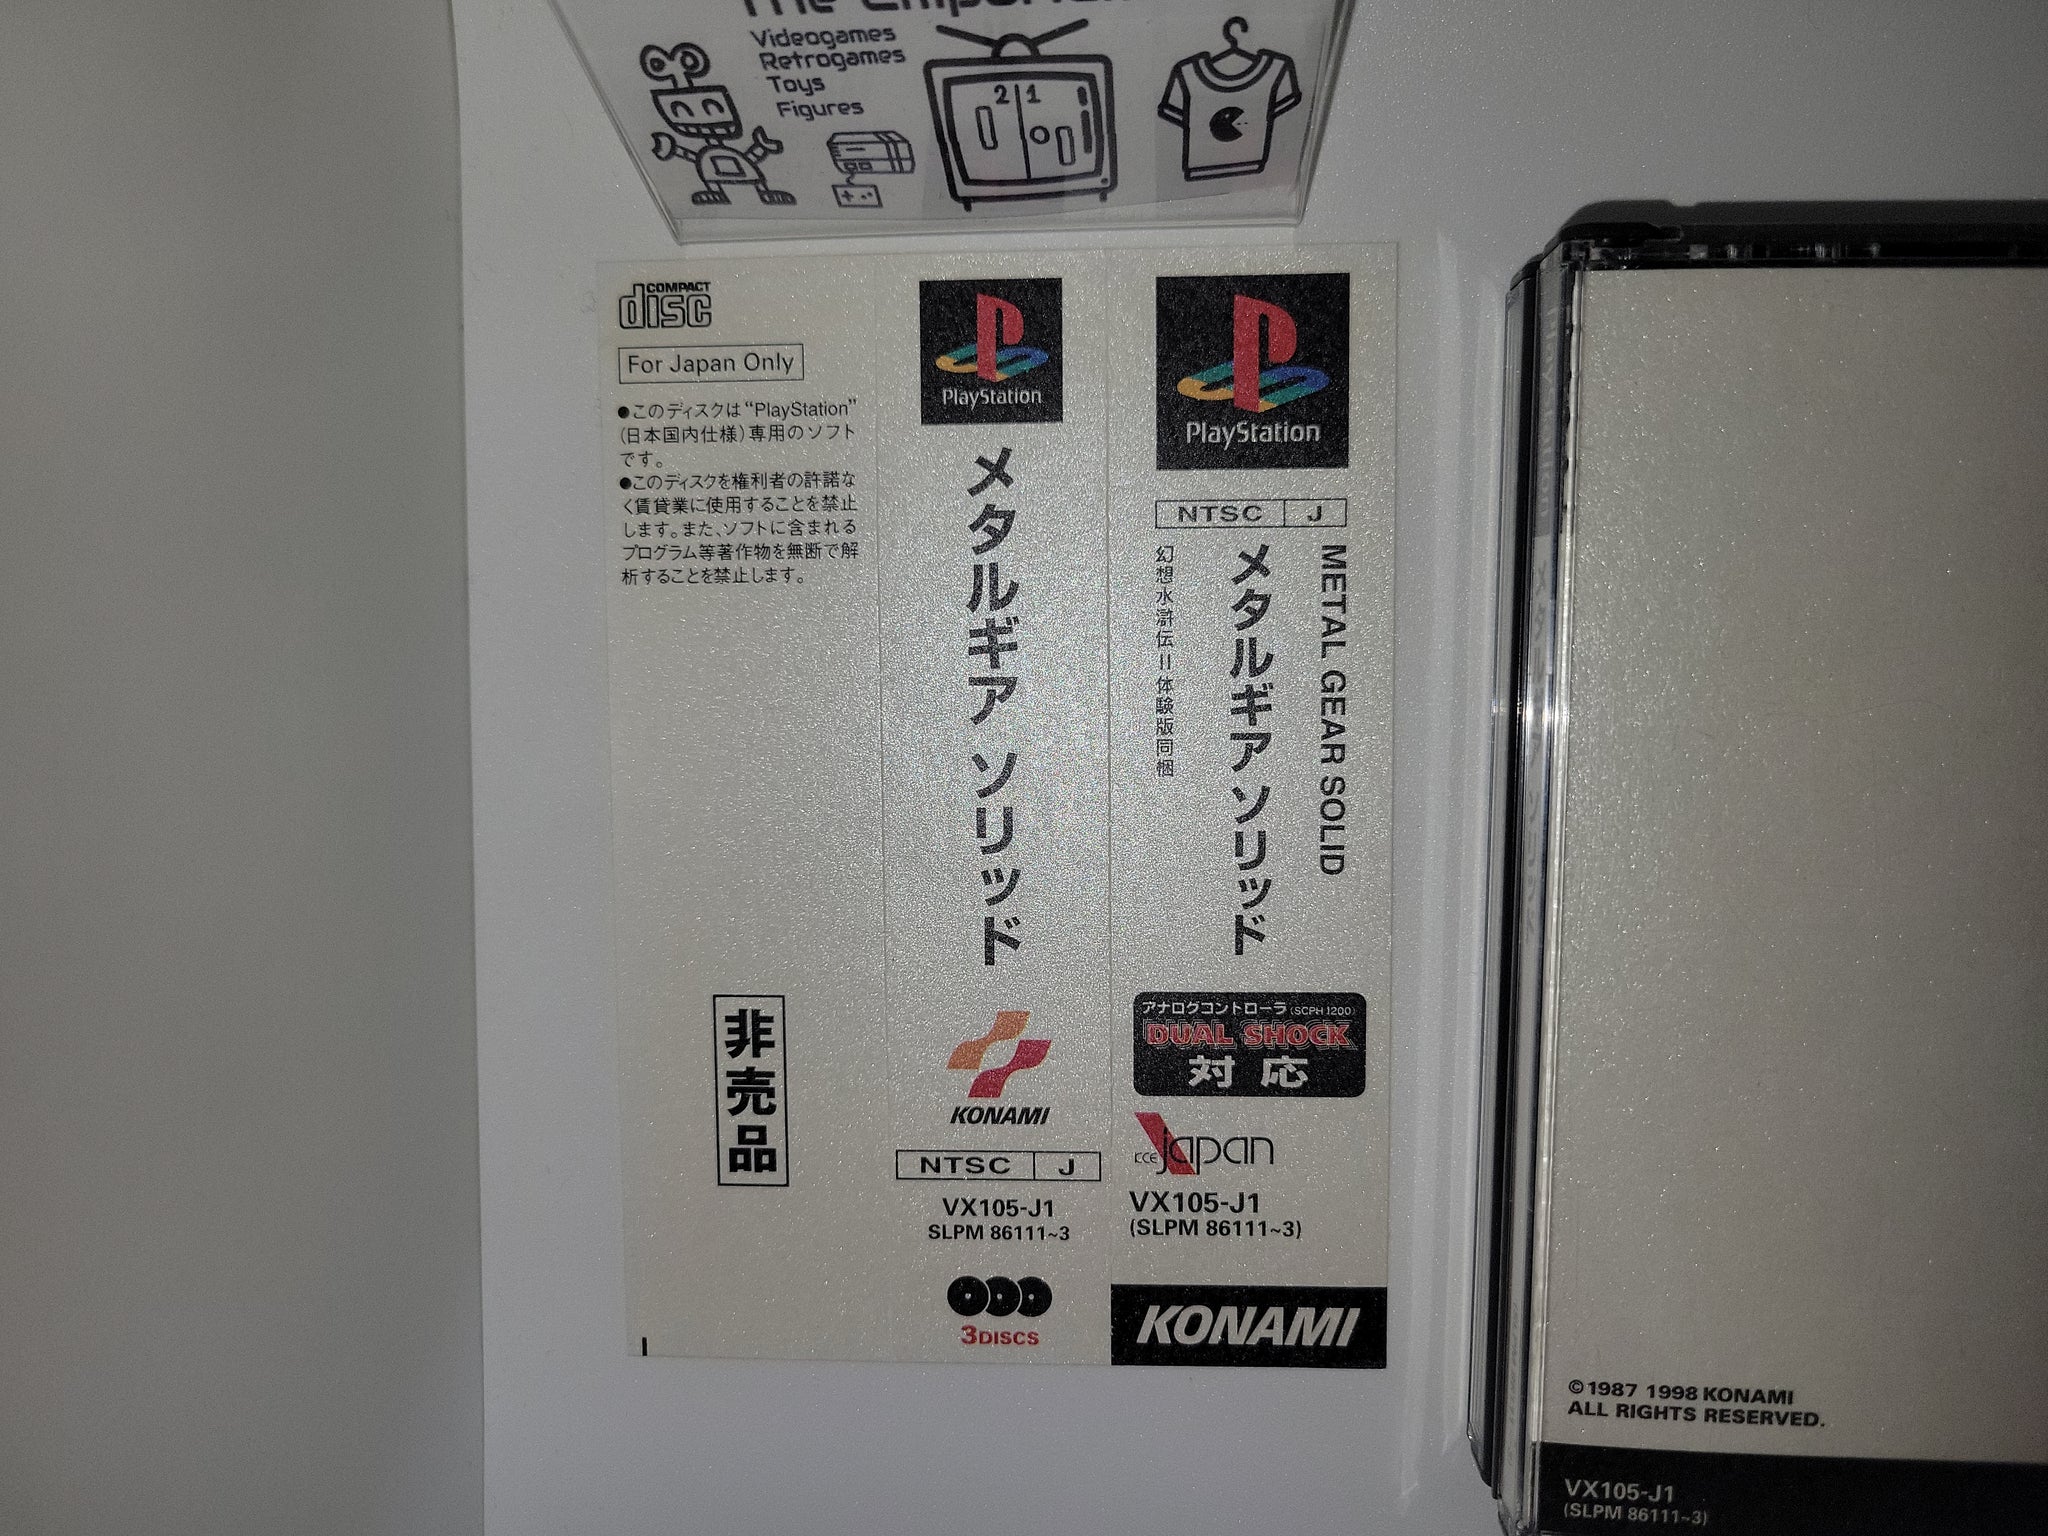 Videogames
Retrogames
Toys
Figures
2 1
COMPACT
disc
For Japan Only
●このディスクは“PlayStation”
(日本国内仕様)専用のソフト
です。
●このディスクを権利者の許諾な
く賃貸業に使用することを禁止
します。また、ソフトに含まれる
プログラム等著作物を無断で解
析することを禁止します。
非売品
PlayStation
メタルギア ソリッド
KONAMI
NTSC J
VX105-J1
SLPM 86111~3
3DISCS
PlayStation
NTSC J
METAL GEAR SOLID
メタルギア ソリッド
幻想水滸伝II体験版同梱
アナログコントローラ(SCPH 1200)
DUAL SHOCK
対応
KCE japan
VX105-J1
(SLPM 86111~3)
KONAMI
©1987 1998 KONAMI
ALL RIGHTS RESERVED.
VX105-J1
(SLPM 86111~3)